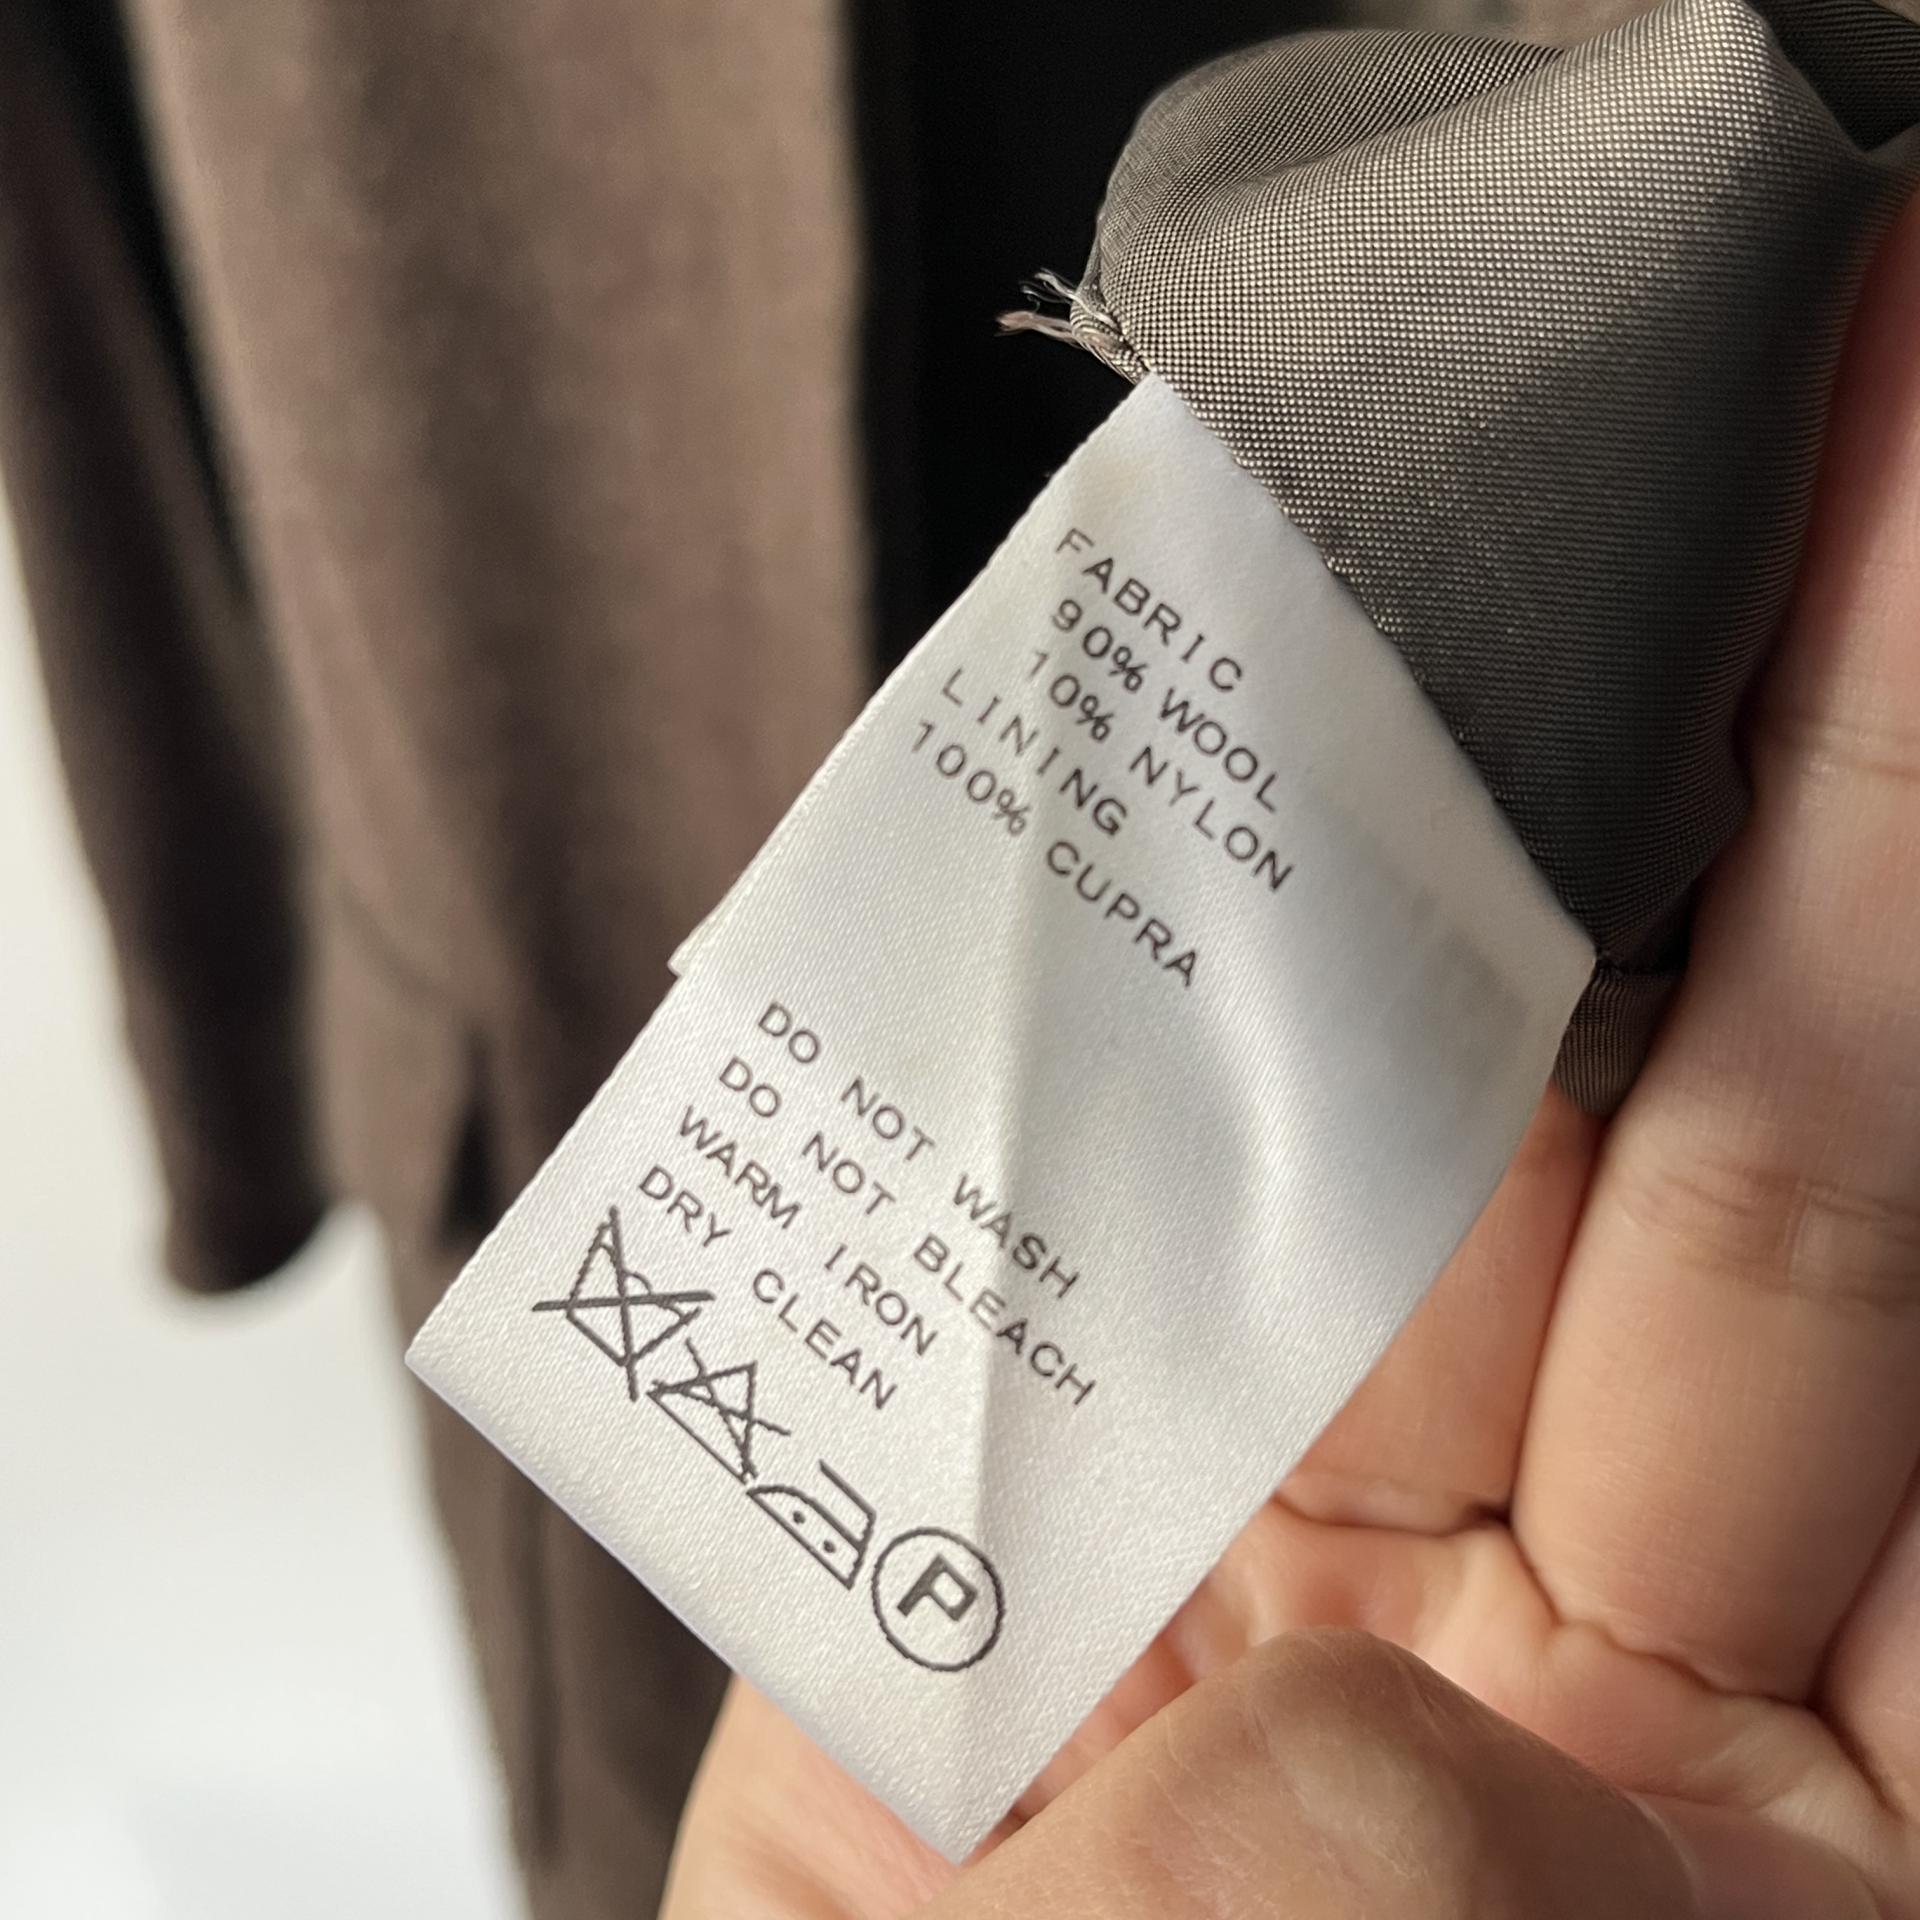 FABRIC
90% WOOL
10% NYLON
LINING
100% CUPRA
DO NOT WASH
DO NOT BLEACH
WARM IRON
DRY CLEAN
P